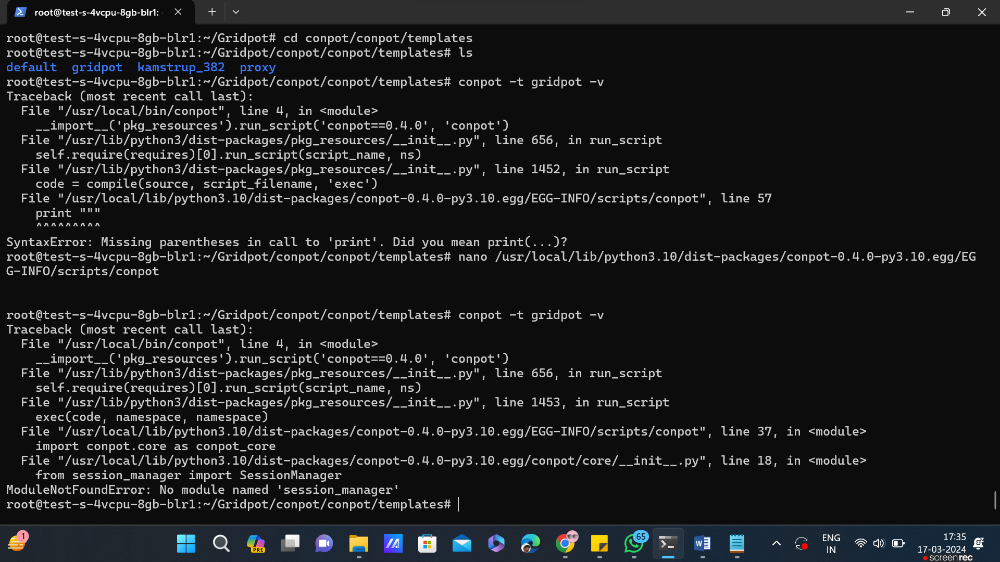 root@test-s-4vcpu-8gb-blr1:
root@test-s-4vcpu-8gb-blr1:~/Gridpot# cd conpot/conpot/templates
root@test-s-4vcpu-8gb-blr1:~/Gridpot/conpot/conpot/templates# ls
default  gridpot  kamstrup_382  proxy
root@test-s-4vcpu-8gb-blr1:~/Gridpot/conpot/conpot/templates# conpot -t gridpot -v
Traceback (most recent call last):
  File "/usr/local/bin/conpot", line 4, in <module>
    __import__('pkg_resources').run_script('conpot==0.4.0', 'conpot')
  File "/usr/lib/python3/dist-packages/pkg_resources/__init__.py", line 656, in run_script
    self.require(requires)[0].run_script(script_name, ns)
  File "/usr/lib/python3/dist-packages/pkg_resources/__init__.py", line 1452, in run_script
    code = compile(source, script_filename, 'exec')
  File "/usr/local/lib/python3.10/dist-packages/conpot-0.4.0-py3.10.egg/EGG-INFO/scripts/conpot", line 57
    print """
    ^^^^^^^^^
SyntaxError: Missing parentheses in call to 'print'. Did you mean print(...)?
root@test-s-4vcpu-8gb-blr1:~/Gridpot/conpot/conpot/templates# nano /usr/local/lib/python3.10/dist-packages/conpot-0.4.0-py3.10.egg/EG
G-INFO/scripts/conpot
root@test-s-4vcpu-8gb-blr1:~/Gridpot/conpot/conpot/templates# conpot -t gridpot -v
Traceback (most recent call last):
  File "/usr/local/bin/conpot", line 4, in <module>
    __import__('pkg_resources').run_script('conpot==0.4.0', 'conpot')
  File "/usr/lib/python3/dist-packages/pkg_resources/__init__.py", line 656, in run_script
    self.require(requires)[0].run_script(script_name, ns)
  File "/usr/lib/python3/dist-packages/pkg_resources/__init__.py", line 1453, in run_script
    exec(code, namespace, namespace)
  File "/usr/local/lib/python3.10/dist-packages/conpot-0.4.0-py3.10.egg/EGG-INFO/scripts/conpot", line 37, in <module>
    import conpot.core as conpot_core
  File "/usr/local/lib/python3.10/dist-packages/conpot-0.4.0-py3.10.egg/conpot/core/__init__.py", line 18, in <module>
    from session_manager import SessionManager
ModuleNotFoundError: No module named 'session_manager'
root@test-s-4vcpu-8gb-blr1:~/Gridpot/conpot/conpot/templates#
1
PRE
65
W
ENG
IN
17:35
17-03-2024
screenrec